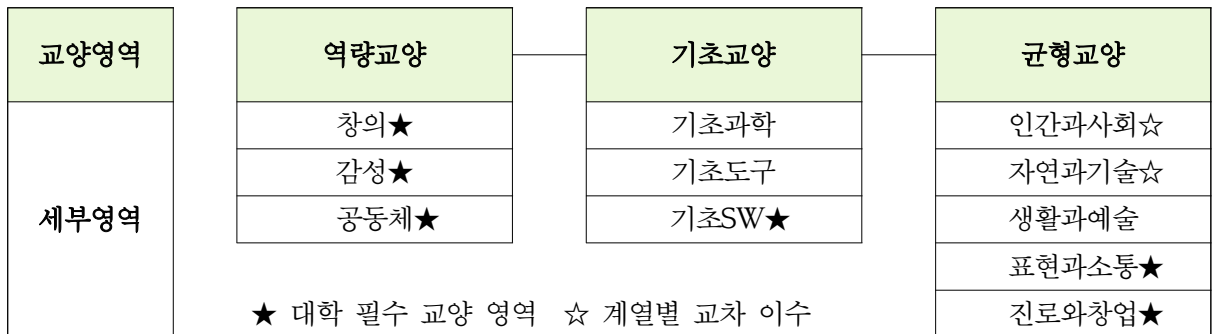 교양영역 역량교양 기초교양 균형교양
창의★ 기초과학 인간과사회☆
감성★ 기초도구 자연과기술☆
세부영역 공동체★ 기초SW★ 생활과예술
표현과소통★
★ 대학 필수 교양 영역 ☆ 계열별 교차 이수 진로와창업★